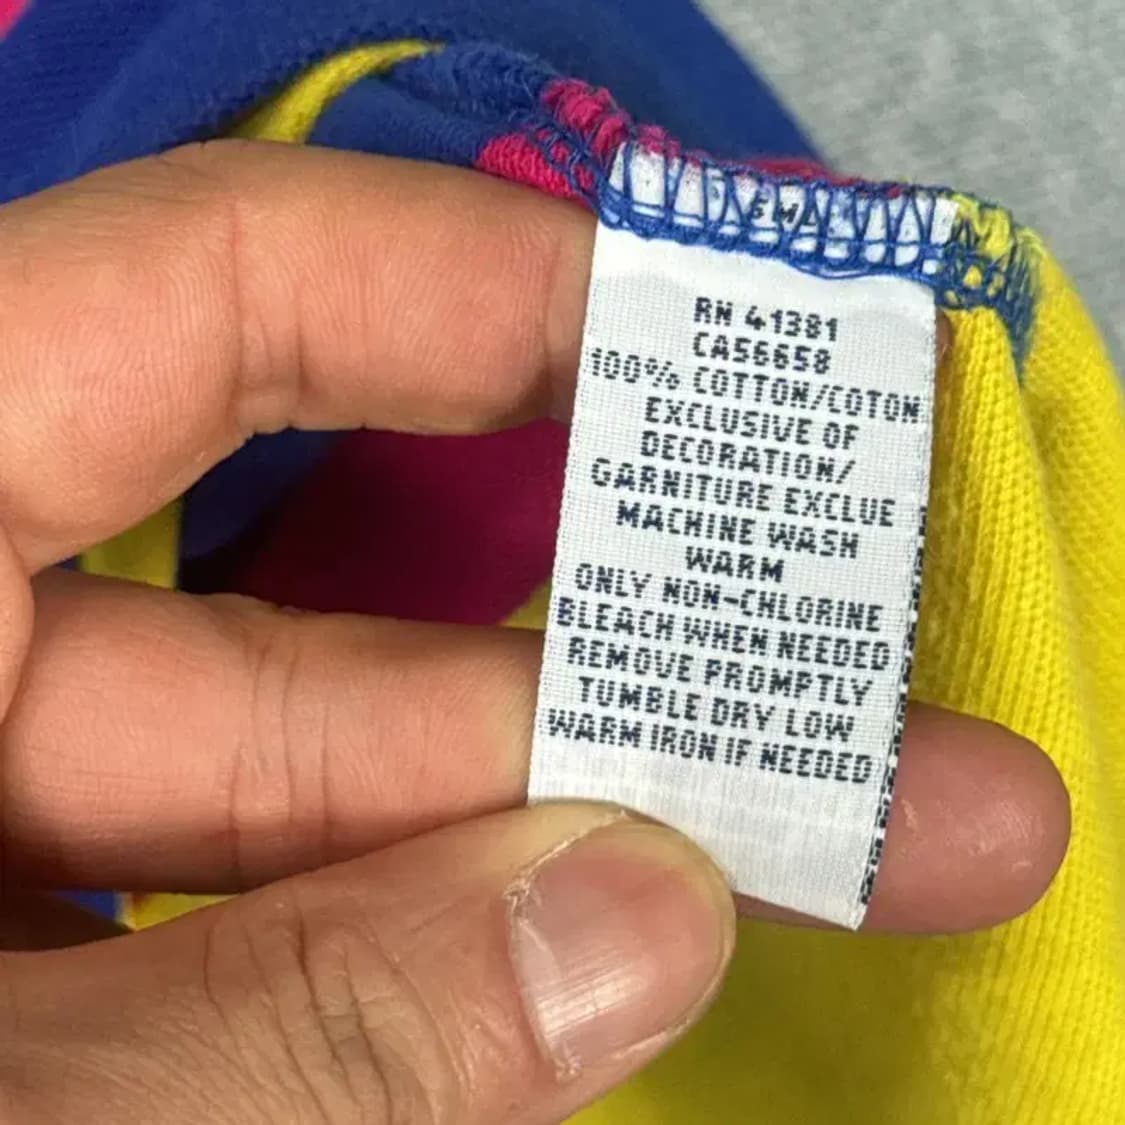 RN 41381
CA56658
100% COTTON/COTON
EXCLUSIVE OF
DECORATION/
GARNITURE EXCLUE
MACHINE WASH
WARM
ONLY NON-CHLORINE
BLEACH WHEN NEEDED
REMOVE PROMPTLY
TUMBLE DRY LOW
WARM IRON IF NEEDED